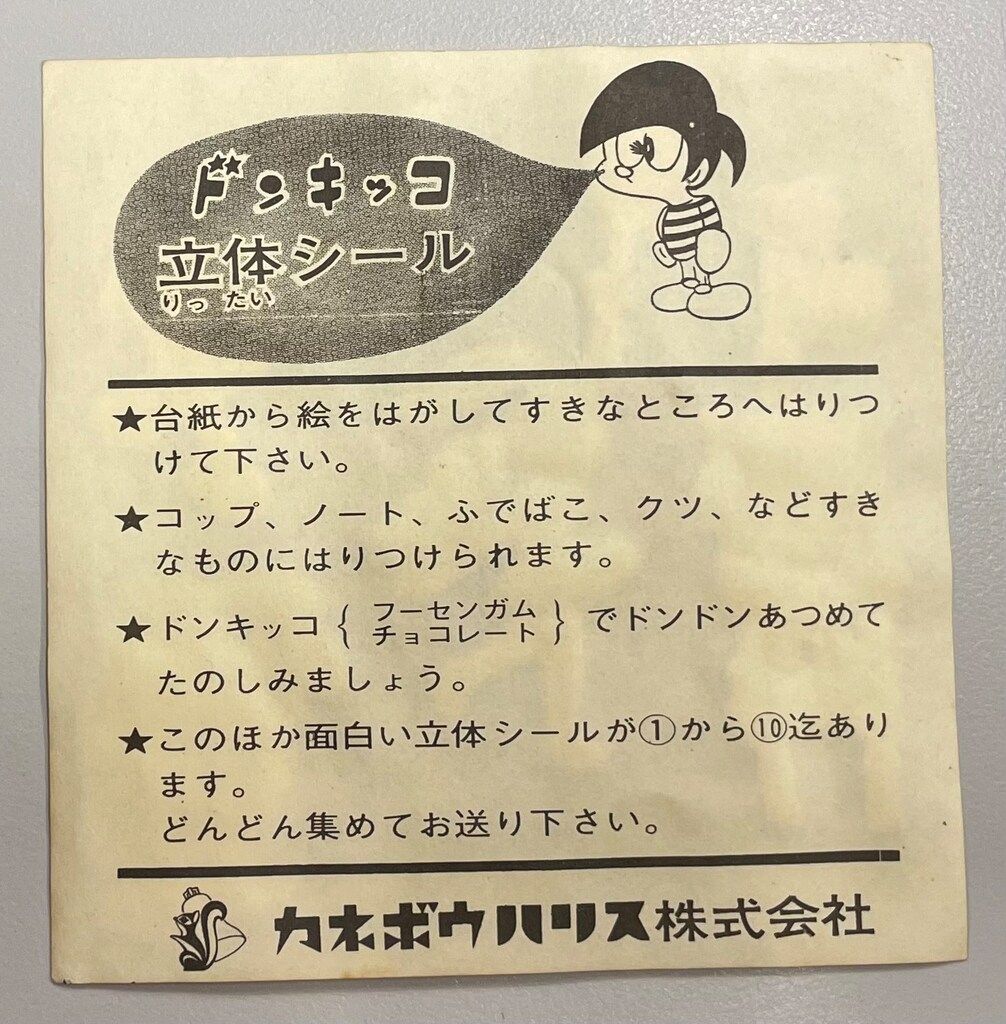 ドンキッコ
立体シール
りったい
★台紙から絵をはがしてすきなところへはりつ
けて下さい。
★コップ、ノート、ふでばこ、クツ、などすき
なものにはりつけられます。
★ドンキッコ{フーセンガム
チョコレート}でドンドンあつめて
たのしみましょう。
★このほか面白い立体シールが①から⑩迄あり
ます。
どんどん集めてお送り下さい。
カネボウハリス株式会社